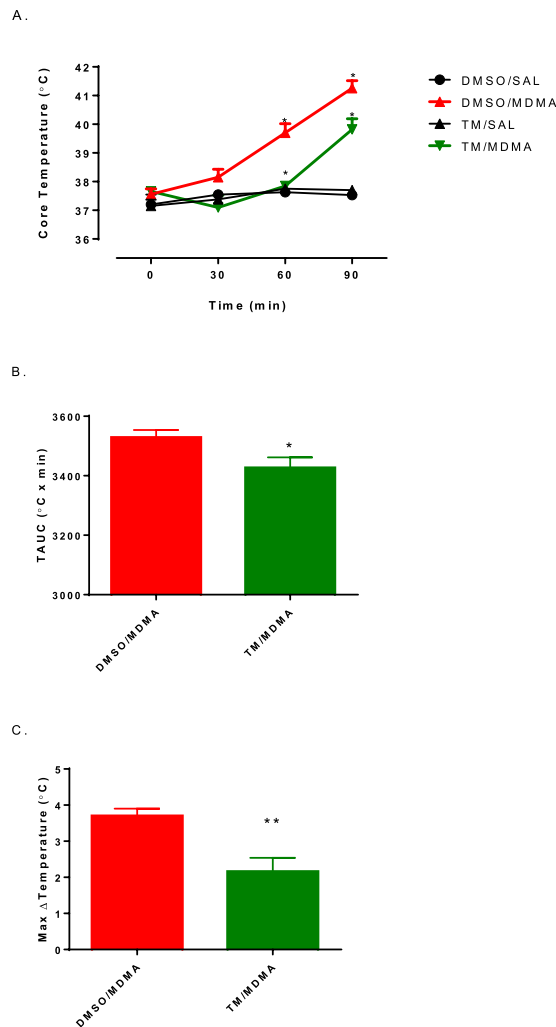 A.
Core Temperature (°C)
42
41
40
39
38
37
36
* * * *
0 30 60 90
Time (min)
DMSO/SAL
DMSO/MDMA
TM/SAL
TM/MDMA
B.
TAUC (°C x min)
3600
3400
3200
3000
*
DMSO/MDMA
TM/MDMA
C.
Max Δ Temperature (°C)
5
4
3
2
1
0
**
DMSO/MDMA
TM/MDMA